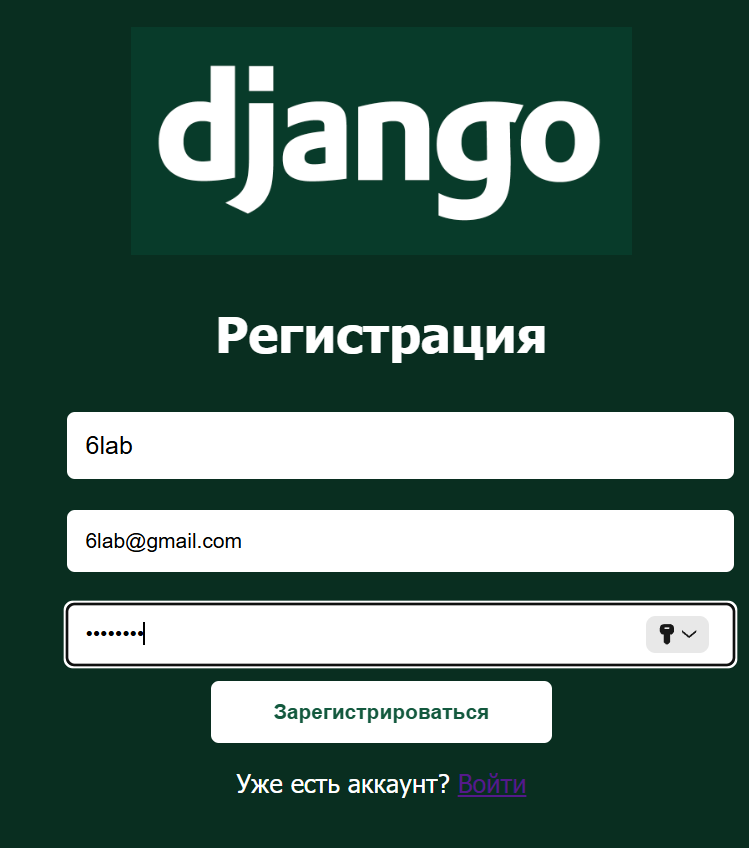 django
Регистрация
6lab
6lab@gmail.com
••••••••
Зарегистрироваться
Уже есть аккаунт? Войти